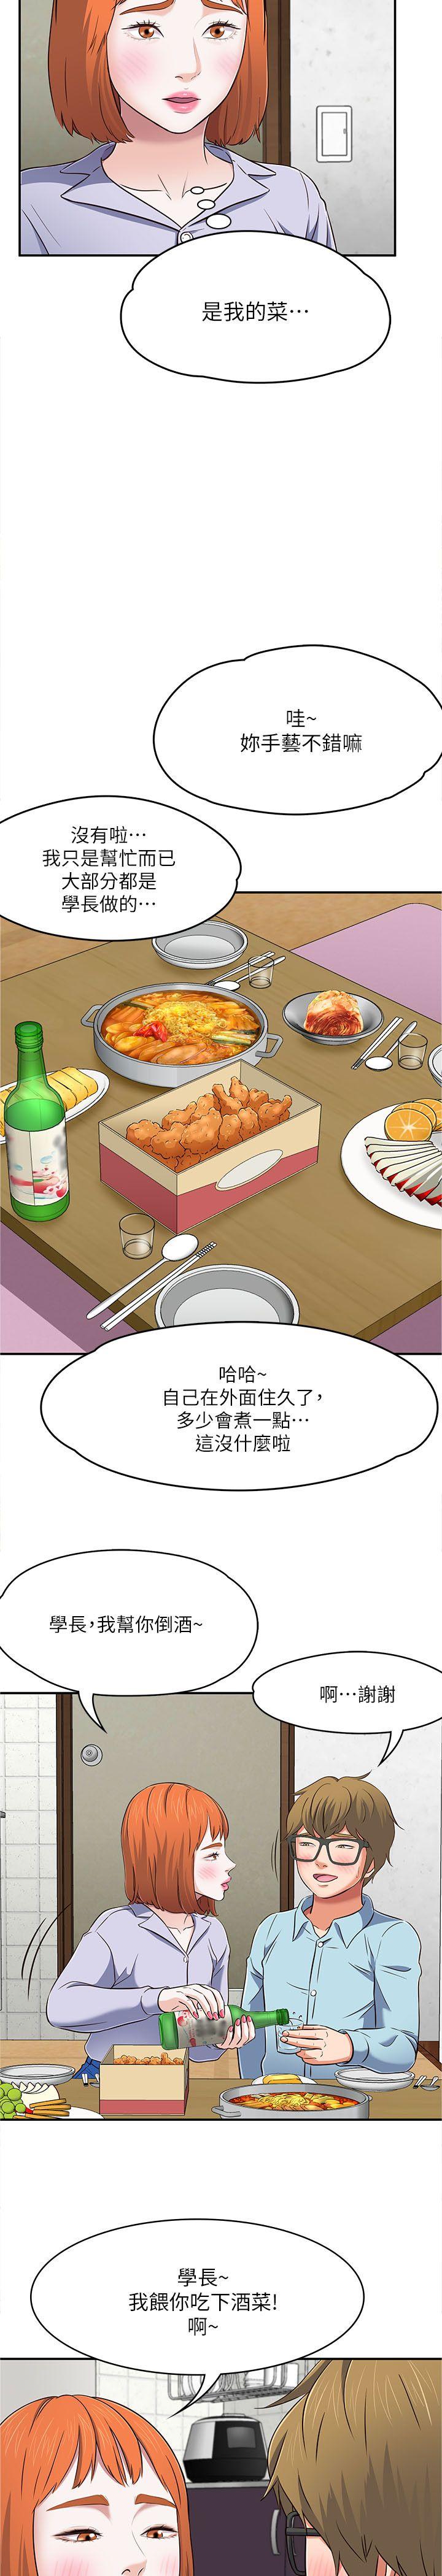 是我的菜…
哇~
妳手藝不錯嘛
沒有啦…
我只是幫忙而已
大部分都是
學長做的…
哈哈~
自己在外面住久了,
多少會煮一點…
這沒什麼啦
學長,我幫你倒酒~
啊…謝謝
學長~
我餵你吃下酒菜!
啊~